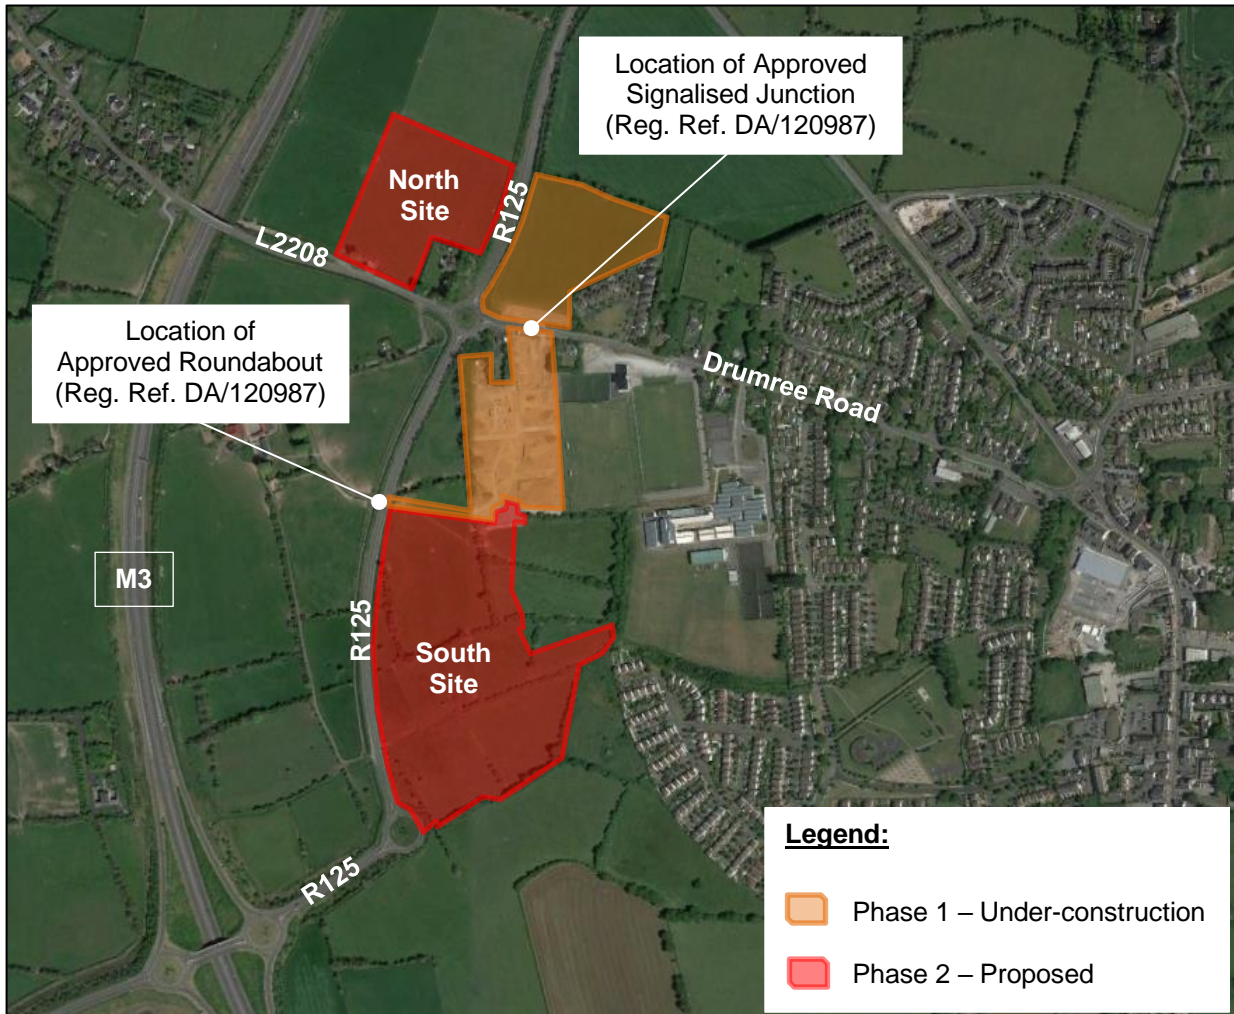 Location of Approved
Signalised Junction
(Reg. Ref. DA/120987)
North
Site
R125
L2208
Location of
Approved Roundabout
(Reg. Ref. DA/120987)
Drumree Road
M3
R125
South
Site
R125
Legend:
Phase 1 – Under-construction
Phase 2 – Proposed